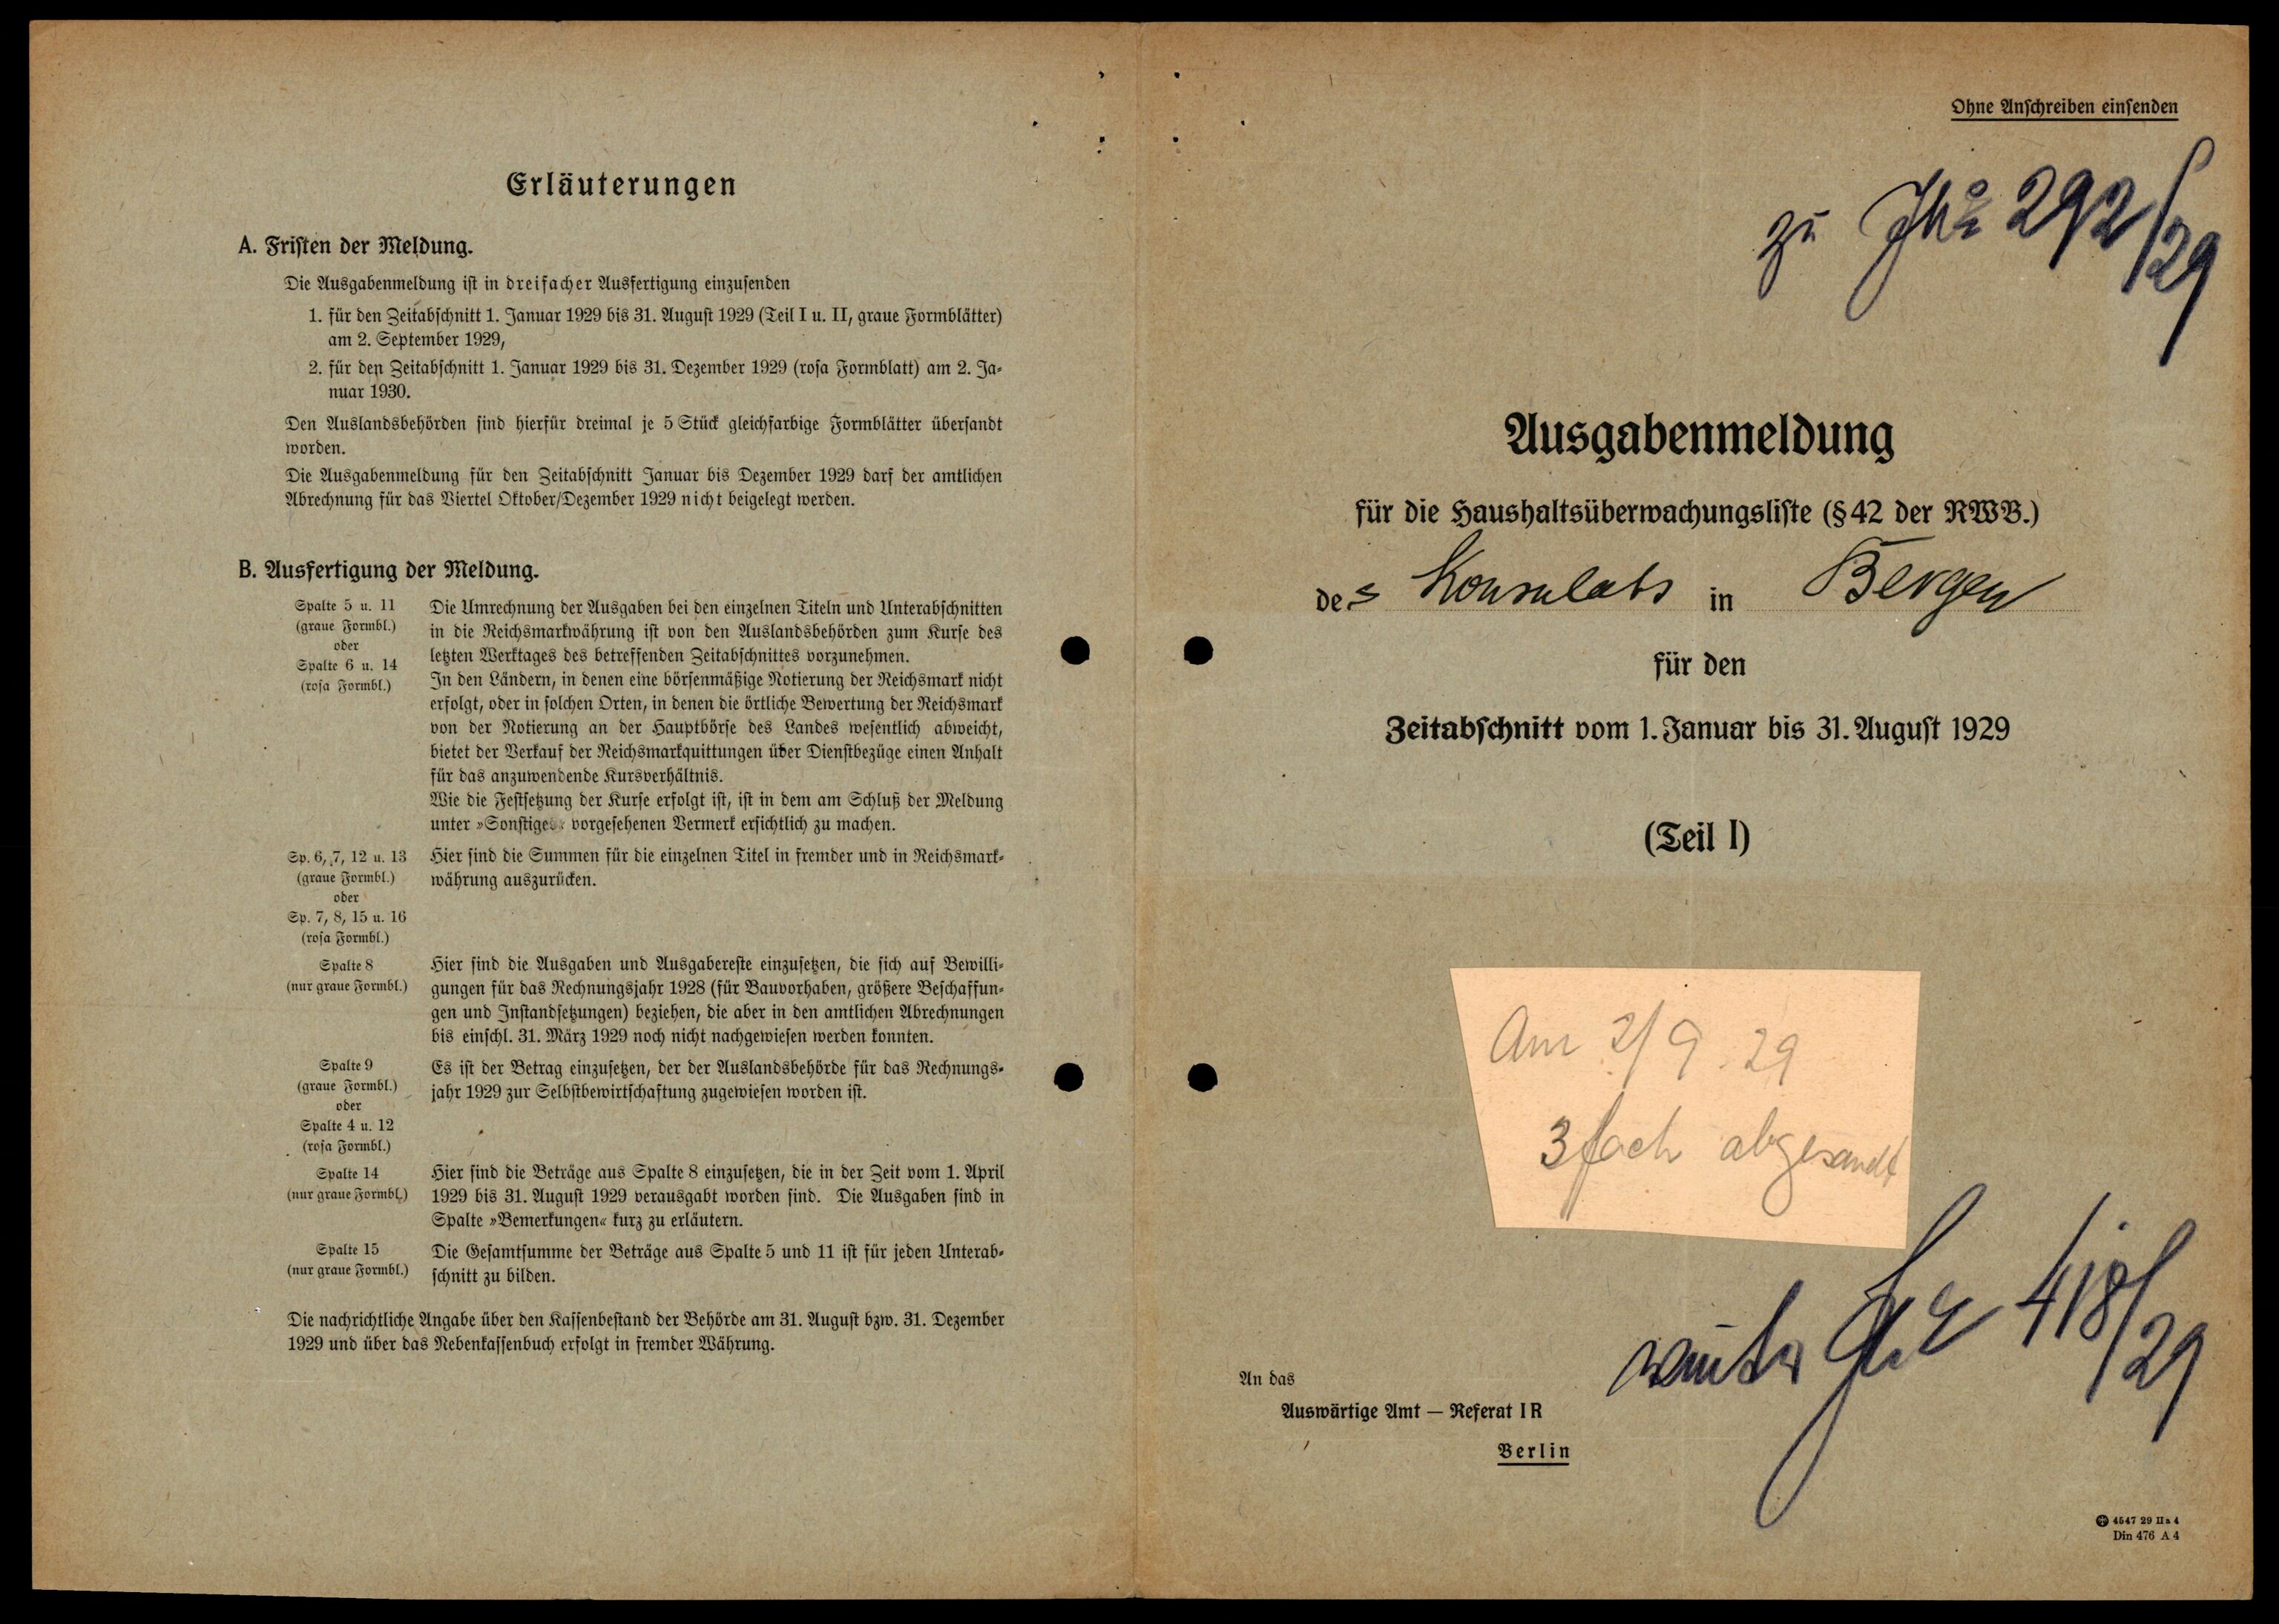 Erläuterungen
A. Fristen der Meldung.
Die Ausgabenmeldung ist in dreifacher Ausfertigung einzusenden
1. für den Zeitabschnitt 1. Januar 1929 bis 31. August 1929 (Teil I u. II, graue Formblätter)
am 2. September 1929,
2. für den Zeitabschnitt 1. Januar 1929 bis 31. Dezember 1929 (rosa Formblatt) am 2. Ja-
nuar 1930.
Den Auslandsbehörden sind hierfür dreimal je 5 Stück gleichfarbige Formblätter übersandt
worden.
Die Ausgabenmeldung für den Zeitabschnitt Januar bis Dezember 1929 darf der amtlichen
Abrechnung für das Viertel Oktober/Dezember 1929 nicht beigelegt werden.
B. Ausfertigung der Meldung.
Spalte 5 u. 11
(graue Formbl.)
oder
Spalte 6 u. 14
(rosa Formbl.)
Die Umrechnung der Ausgaben bei den einzelnen Titeln und Unterabschnitten
in die Reichsmarkwährung ist von den Auslandsbehörden zum Kurse des
letzten Werktages des betreffenden Zeitabschnittes vorzunehmen.
In den Ländern, in denen eine börsenmäßige Notierung der Reichsmark nicht
erfolgt, oder in solchen Orten, in denen die örtliche Bewertung der Reichsmark
von der Notierung an der Hauptbörse des Landes wesentlich abweicht,
bietet der Verkauf der Reichsmarkquittungen über Dienstbezüge einen Anhalt
für das anzuwendende Kursverhältnis.
Wie die Festsetzung der Kurse erfolgt ist, ist in dem am Schluß der Meldung
unter »Sonstiges« vorgesehenen Vermerk ersichtlich zu machen.
Sp. 6, 7, 12 u. 13
(graue Formbl.)
oder
Sp. 7, 8, 15 u. 16
(rosa Formbl.)
Hier sind die Summen für die einzelnen Titel in fremder und in Reichsmark-
währung auszurücken.
Spalte 8
(nur graue Formbl.)
Hier sind die Ausgaben und Ausgabereste einzusetzen, die sich auf Bewilli-
gungen für das Rechnungsjahr 1928 (für Bauvorhaben, größere Beschaffun-
gen und Instandsetzungen) beziehen, die aber in den amtlichen Abrechnungen
bis einschl. 31. März 1929 noch nicht nachgewiesen werden konnten.
Spalte 9
(graue Formbl.)
oder
Spalte 4 u. 12
(rosa Formbl.)
Es ist der Betrag einzusetzen, der der Auslandsbehörde für das Rechnungs-
jahr 1929 zur Selbstbewirtschaftung zugewiesen worden ist.
Spalte 14
(nur graue Formbl.)
Hier sind die Beträge aus Spalte 8 einzusetzen, die in der Zeit vom 1. April
1929 bis 31. August 1929 verausgabt worden sind. Die Ausgaben sind in
Spalte »Bemerkungen« kurz zu erläutern.
Spalte 15
(nur graue Formbl.)
Die Gesamtsumme der Beträge aus Spalte 5 und 11 ist für jeden Unterab-
schnitt zu bilden.
Die nachrichtliche Angabe über den Kassenbestand der Behörde am 31. August bzw. 31. Dezember
1929 und über das Nebenkassenbuch erfolgt in fremder Währung.
Ohne Anschreiben einsenden
zu 292/29
Ausgabenmeldung
für die Haushaltsüberwachungsliste (§ 42 der RWB.)
des Konsulats in Bergen
für den
Zeitabschnitt vom 1. Januar bis 31. August 1929
(Teil I)
Am 2/9 29
3fach abgesandt
418/29
An das
Auswärtige Amt — Referat I R
Berlin
4547 29 II a 4
Din 476 A 4